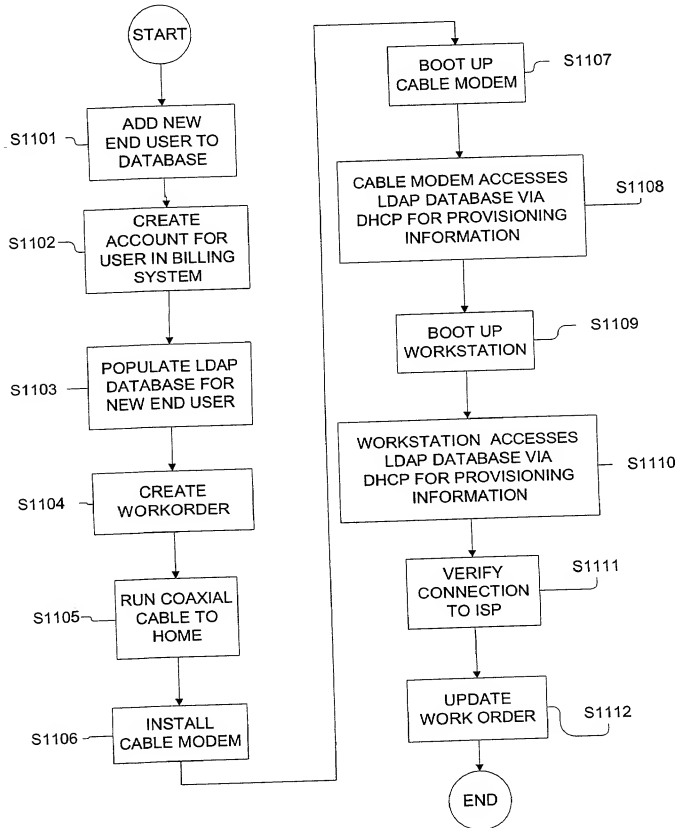 START
S1101
ADD NEW
END USER TO
DATABASE
S1102
CREATE
ACCOUNT FOR
USER IN BILLING
SYSTEM
S1103
POPULATE LDAP
DATABASE FOR
NEW END USER
S1104
CREATE
WORKORDER
S1105
RUN COAXIAL
CABLE TO
HOME
S1106
INSTALL
CABLE MODEM
BOOT UP
CABLE MODEM
S1107
CABLE MODEM ACCESSES
LDAP DATABASE VIA
DHCP FOR PROVISIONING
INFORMATION
S1108
BOOT UP
WORKSTATION
S1109
WORKSTATION ACCESSES
LDAP DATABASE VIA
DHCP FOR PROVISIONING
INFORMATION
S1110
VERIFY
CONNECTION
TO ISP
S1111
UPDATE
WORK ORDER
S1112
END